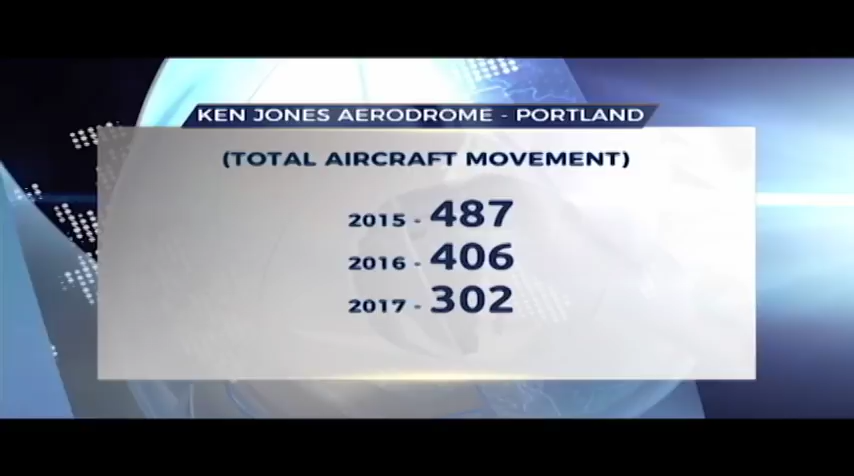 KEN JONES AERODROME - PORTLAND
(TOTAL AIRCRAFT MOVEMENT)
2015 - 487
2016 - 406
2017 - 302